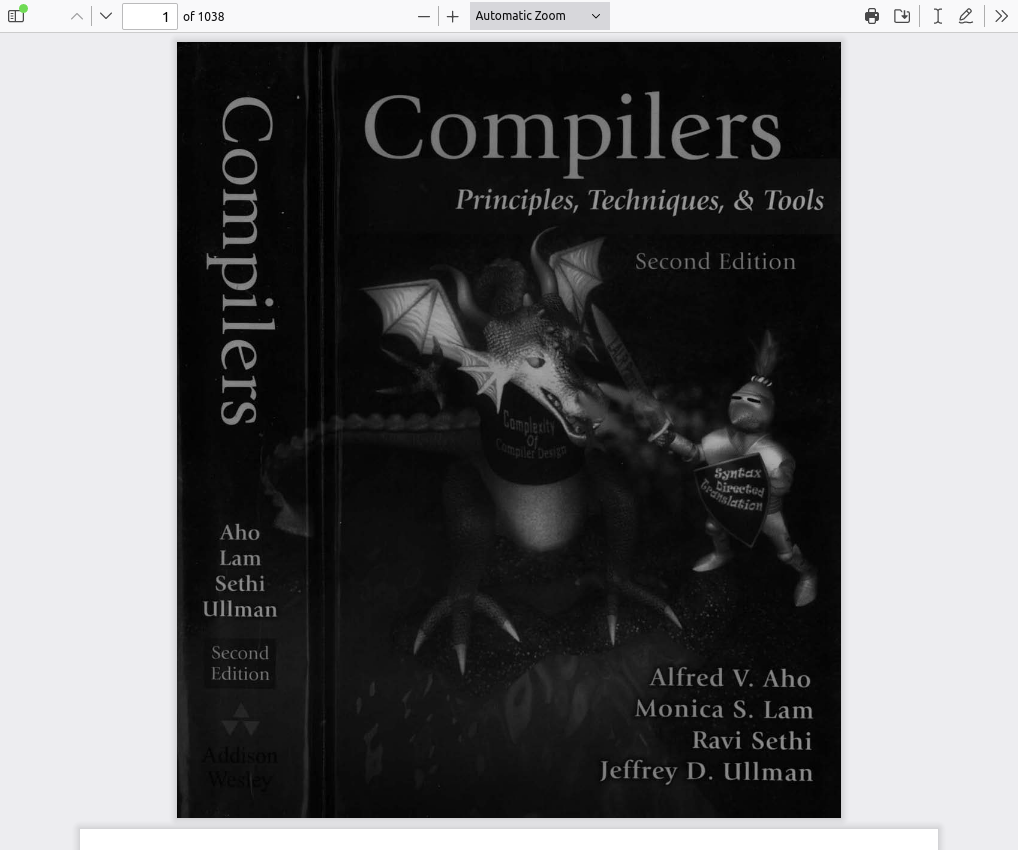 1 of 1038 Automatic Zoom
Compilers
Compilers
Principles, Techniques, & Tools
Second Edition
Complexity
Of
Compiler Design
Syntax
Directed
Translation
Aho
Lam
Sethi
Ullman
Second
Edition
Addison
Wesley
Alfred V. Aho
Monica S. Lam
Ravi Sethi
Jeffrey D. Ullman